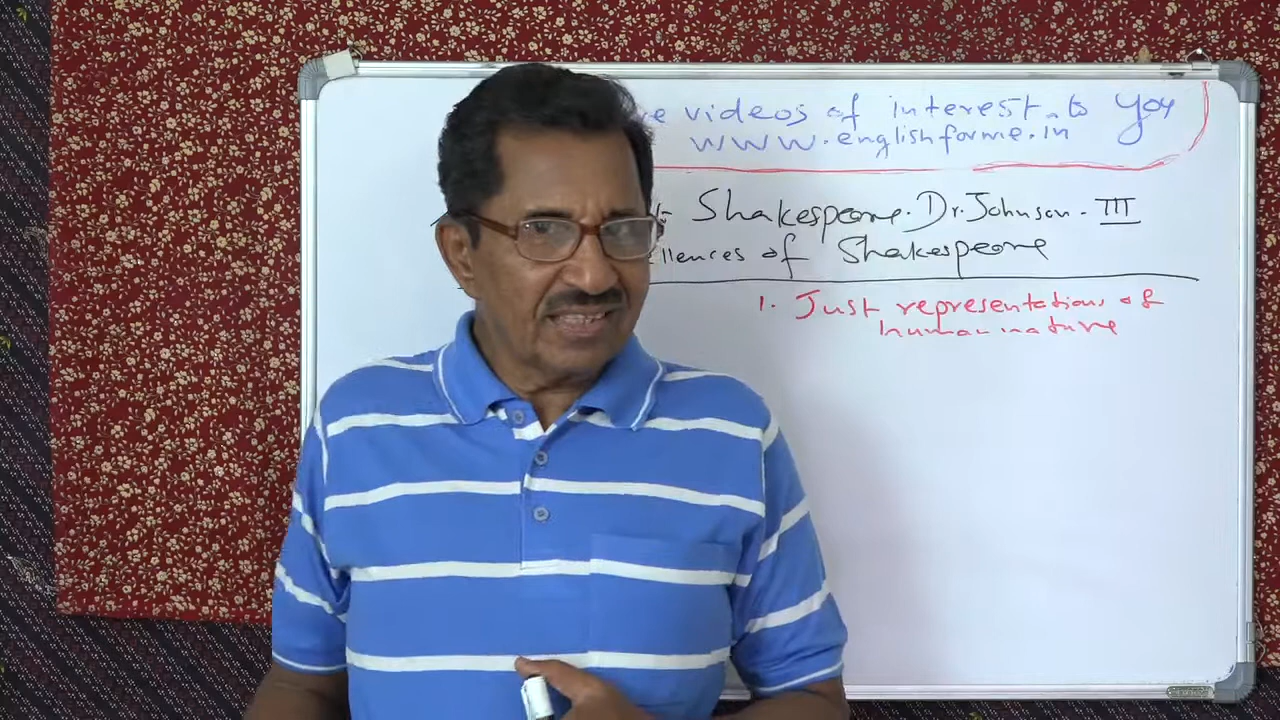 videos of interest to You
www.englishforme.in
Shakespeare. Dr. Johnson - III
of Shakespeare
1. Just representations of
human nature